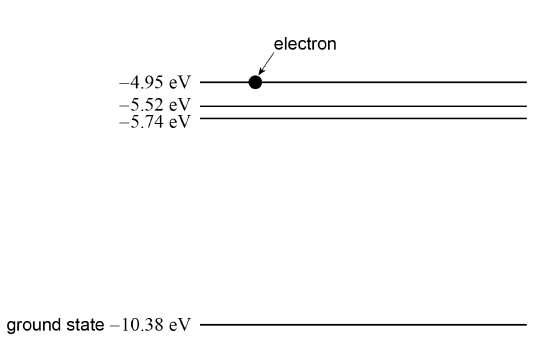 electron
−4.95 eV
−5.52 eV
−5.74 eV
ground state −10.38 eV